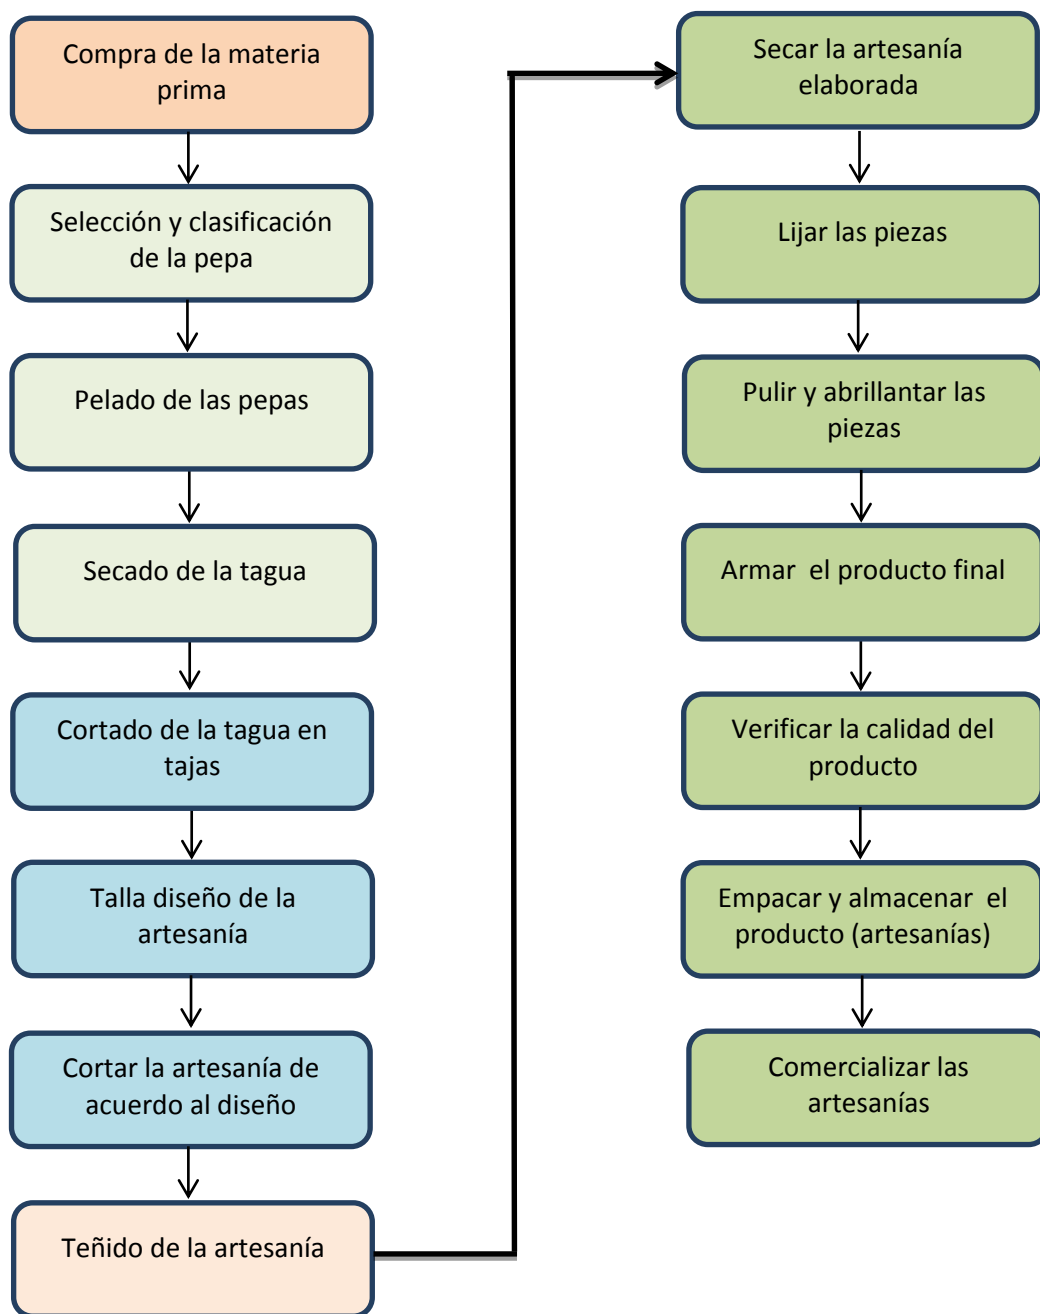 Compra de la materia
prima
Selección y clasificación
de la pepa
Pelado de las pepas
Secado de la tagua
Cortado de la tagua en
tajas
Talla diseño de la
artesanía
Cortar la artesanía de
acuerdo al diseño
Teñido de la artesanía
Secar la artesanía
elaborada
Lijar las piezas
Pulir y abrillantar las
piezas
Armar  el producto final
Verificar la calidad del
producto
Empacar y almacenar  el
producto (artesanías)
Comercializar las
artesanías